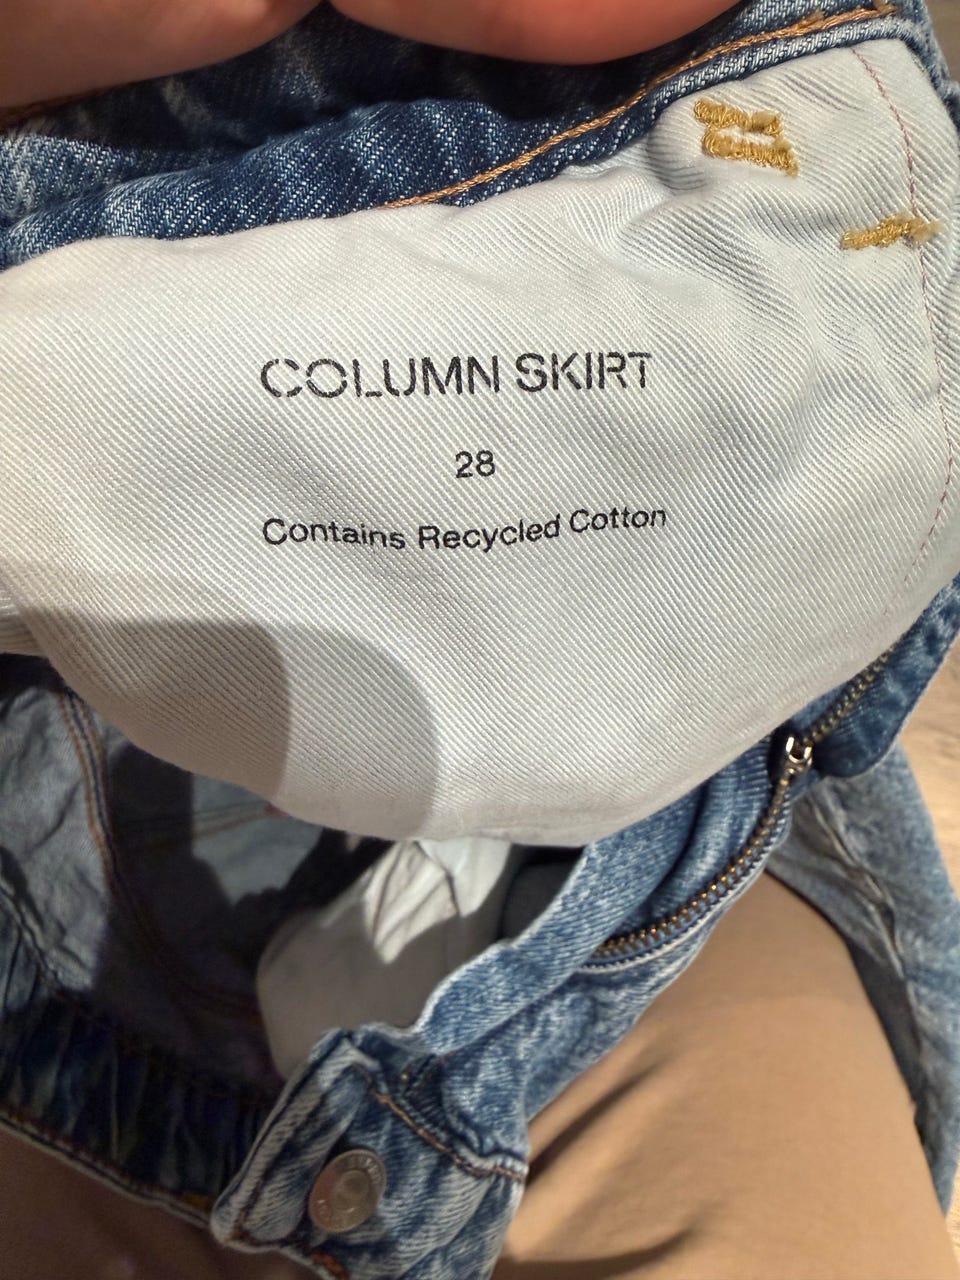 COLUMN SKIRT
28
Contains Recycled Cotton